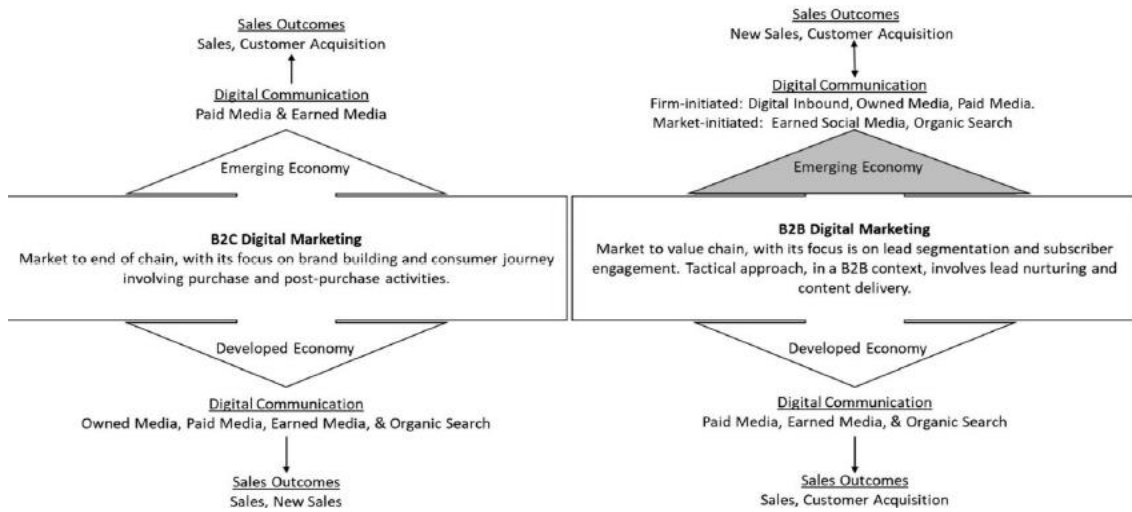 Sales Outcomes
Sales, Customer Acquisition
Digital Communication
Paid Media & Earned Media
Emerging Economy
B2C Digital Marketing
Market to end of chain, with its focus on brand building and consumer journey
involving purchase and post-purchase activities.
Developed Economy
Digital Communication
Owned Media, Paid Media, Earned Media, & Organic Search
Sales Outcomes
Sales, New Sales
Sales Outcomes
New Sales, Customer Acquisition
Digital Communication
Firm-initiated: Digital Inbound, Owned Media, Paid Media.
Market-initiated: Earned Social Media, Organic Search
Emerging Economy
B2B Digital Marketing
Market to value chain, with its focus is on lead segmentation and subscriber
engagement. Tactical approach, in a B2B context, involves lead nurturing and
content delivery.
Developed Economy
Digital Communication
Paid Media, Earned Media, & Organic Search
Sales Outcomes
Sales, Customer Acquisition